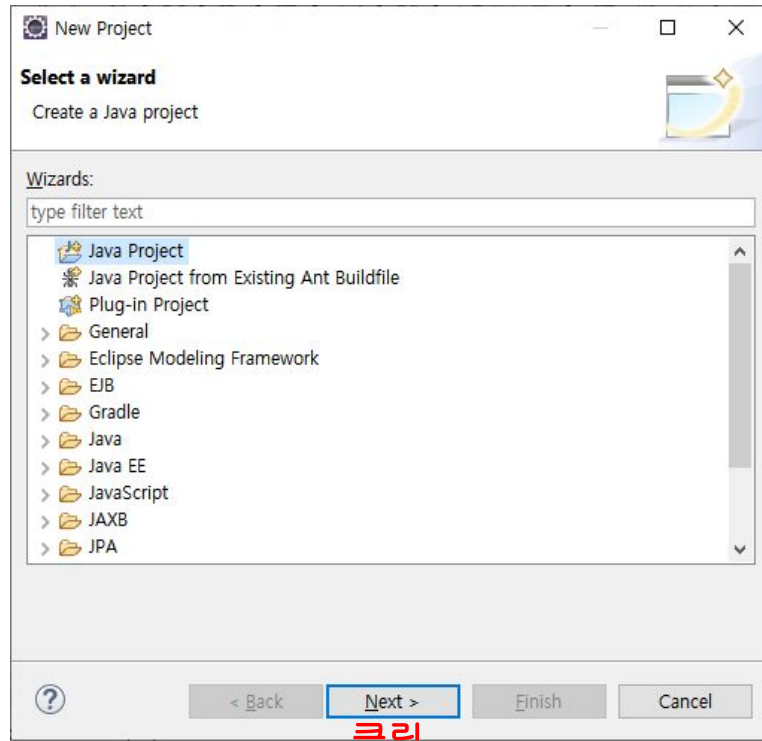 New Project
Select a wizard
Create a Java project
Wizards:
type filter text
Java Project
Java Project from Existing Ant Buildfile
Plug-in Project
General
Eclipse Modeling Framework
EJB
Gradle
Java
Java EE
JavaScript
JAXB
JPA
? < Back Next > Finish Cancel